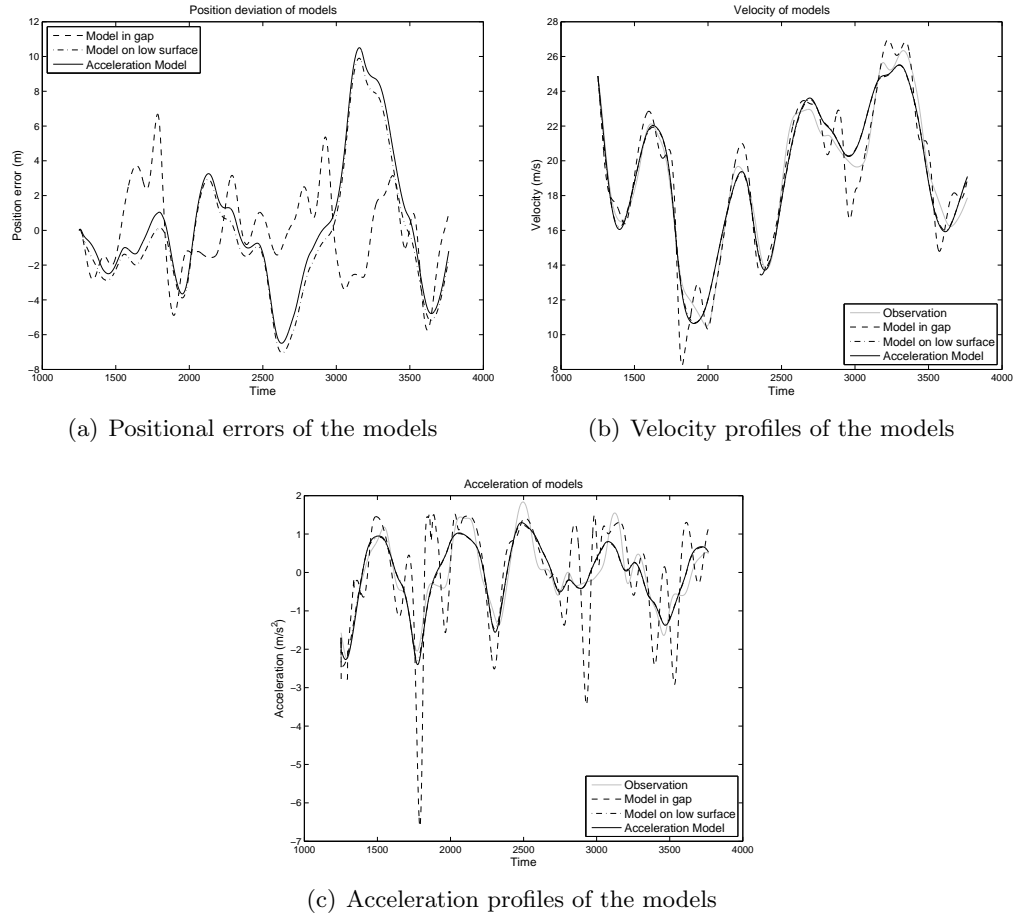 Position deviation of models
12
10
8
6
4
2
0
−2
−4
−6
−8
Position error (m)
Model in gap
Model on low surface
Acceleration Model
1000 1500 2000 2500 3000 3500 4000
Time
(a) Positional errors of the models
Velocity of models
28
26
24
22
20
18
16
14
12
10
8
Velocity (m/s)
Observation
Model in gap
Model on low surface
Acceleration Model
1000 1500 2000 2500 3000 3500 4000
Time
(b) Velocity profiles of the models
Acceleration of models
2
1
0
−1
−2
−3
−4
−5
−6
−7
Acceleration (m/s²)
Observation
Model in gap
Model on low surface
Acceleration Model
1000 1500 2000 2500 3000 3500 4000
Time
(c) Acceleration profiles of the models